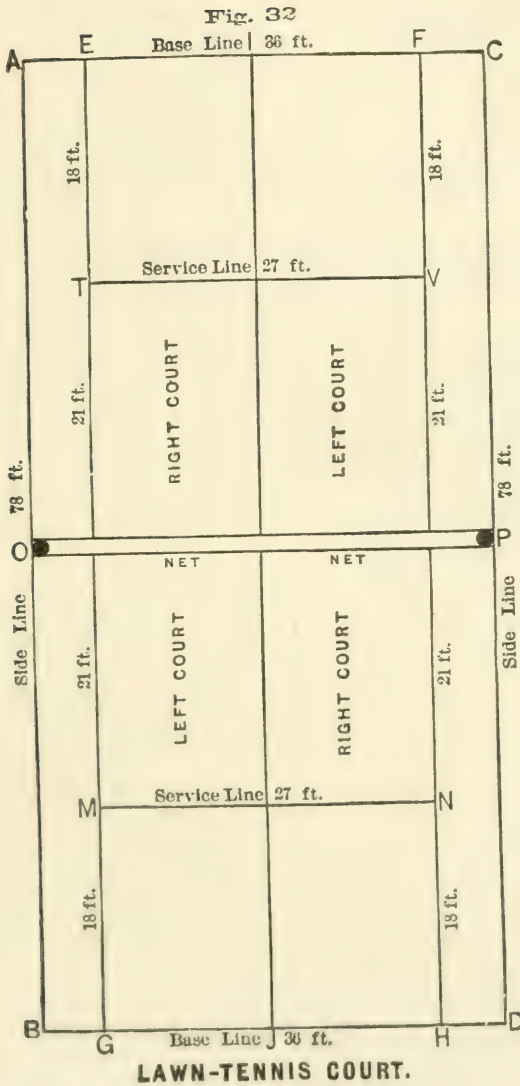 Fig. 32
A E Base Line 36 ft. F C
18 ft. 18 ft.
T Service Line 27 ft. V
21 ft. RIGHT COURT LEFT COURT 21 ft.
78 ft. 78 ft.
O NET NET P
Side Line Side Line
21 ft. LEFT COURT RIGHT COURT 21 ft.
M Service Line 27 ft. N
18 ft. 18 ft.
B G Base Line J 36 ft. H D
LAWN-TENNIS COURT.